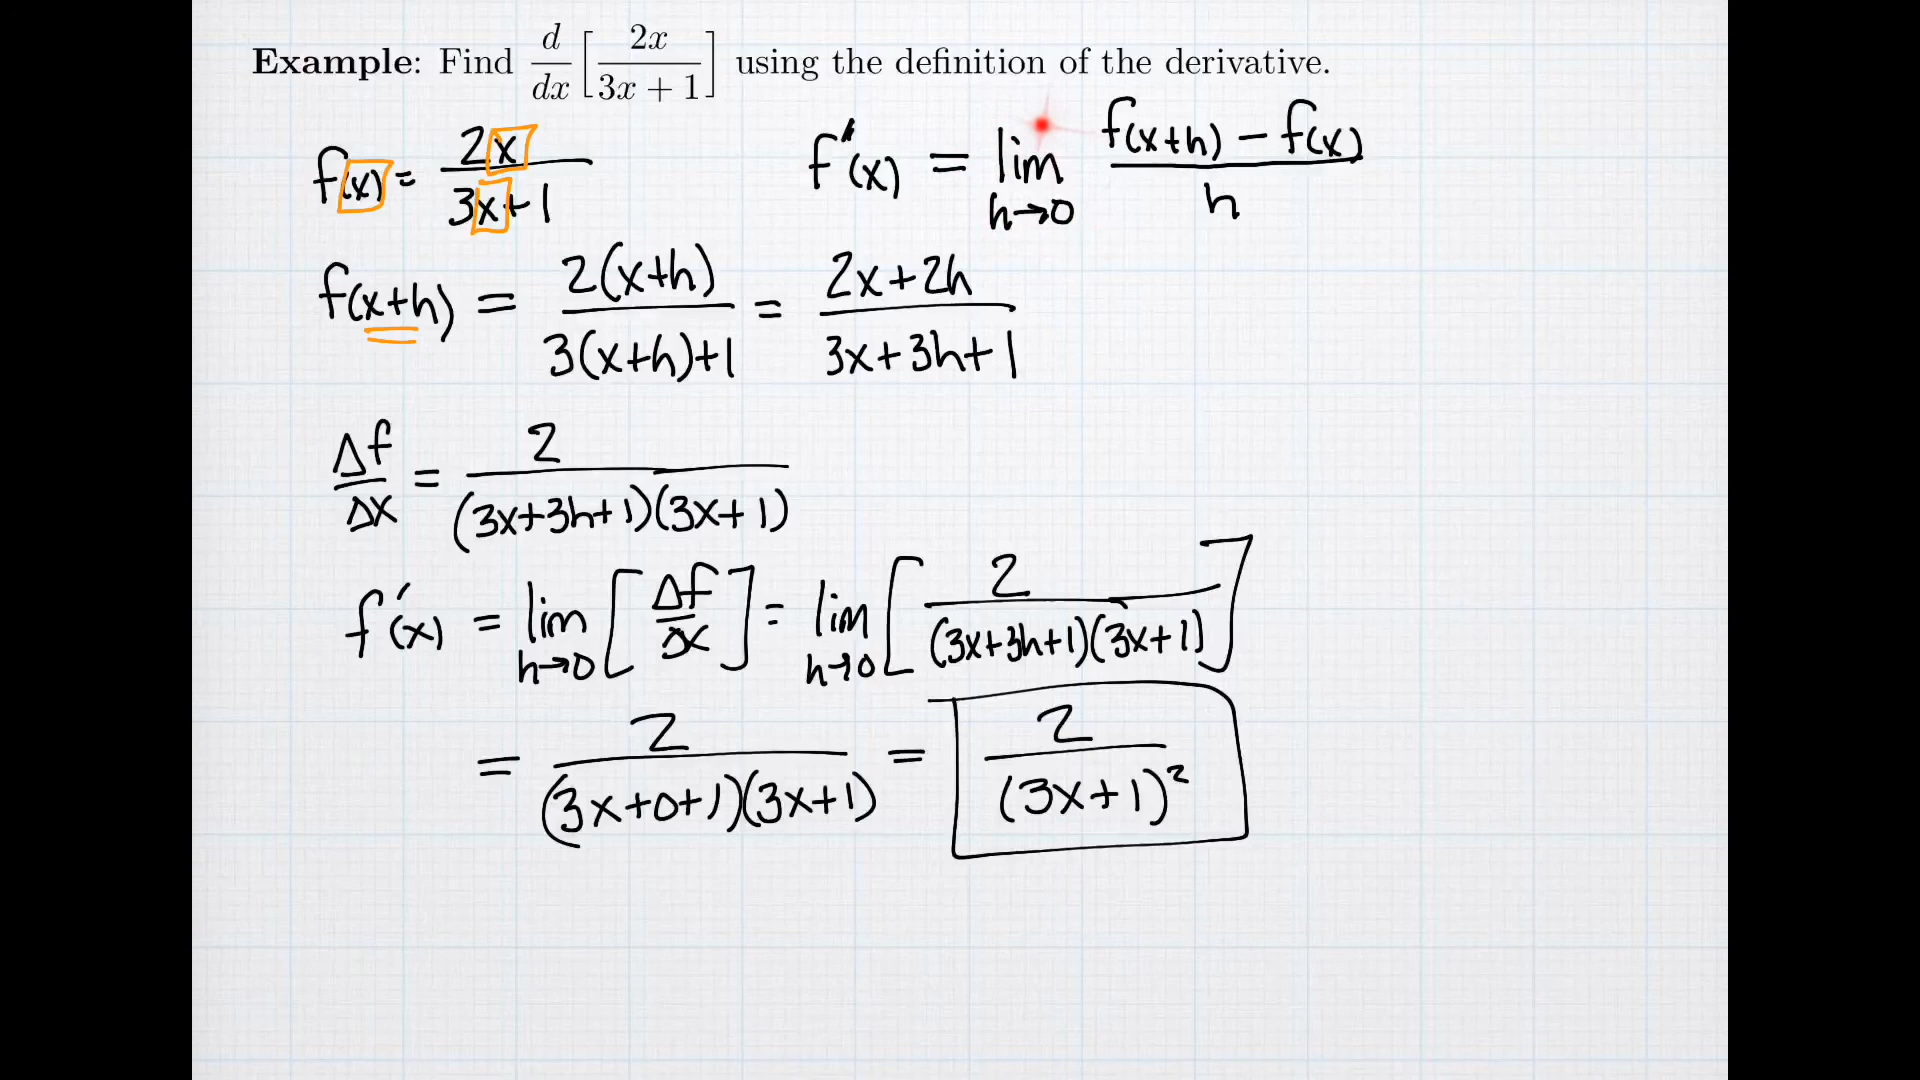 Example: Find d/dx [2x/(3x + 1)] using the definition of the derivative.
f(x) = 2x/(3x+1)
f'(x) = lim h→0 (f(x+h) − f(x))/h
f(x+h) = 2(x+h)/(3(x+h)+1) = (2x+2h)/(3x+3h+1)
Δf/Δx = 2/((3x+3h+1)(3x+1))
f'(x) = lim h→0 [Δf/Δx] = lim h→0 [2/((3x+3h+1)(3x+1))]
= 2/((3x+0+1)(3x+1)) = 2/(3x+1)²